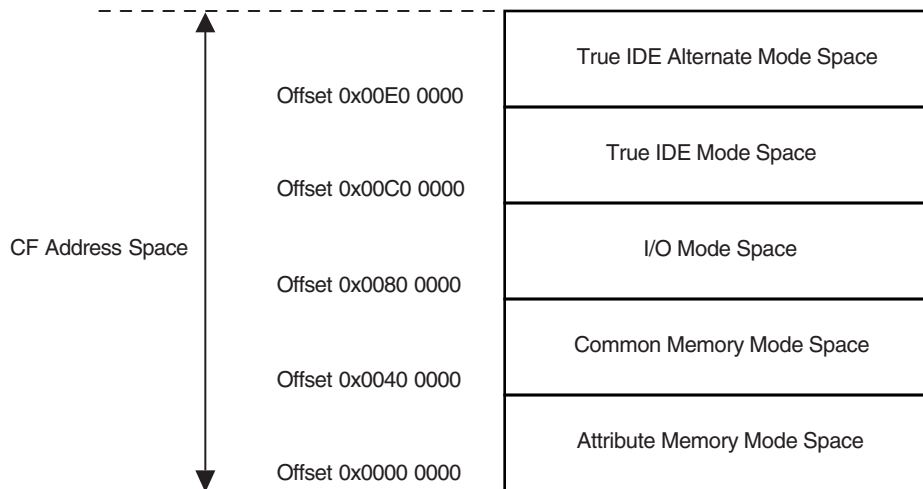 True IDE Alternate Mode Space
Offset 0x00E0 0000
True IDE Mode Space
Offset 0x00C0 0000
I/O Mode Space
CF Address Space
Offset 0x0080 0000
Common Memory Mode Space
Offset 0x0040 0000
Attribute Memory Mode Space
Offset 0x0000 0000